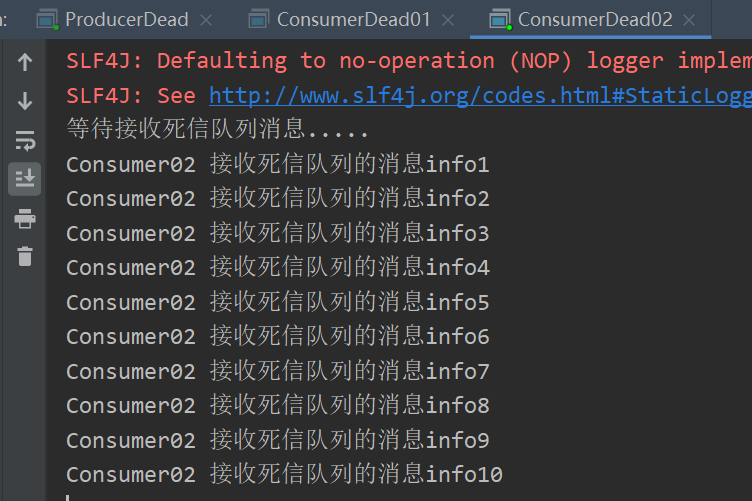 : ProducerDead × ConsumerDead01 × ConsumerDead02 ×
SLF4J: Defaulting to no-operation (NOP) logger implem
SLF4J: See http://www.slf4j.org/codes.html#StaticLogg
等待接收死信队列消息.....
Consumer02 接收死信队列的消息info1
Consumer02 接收死信队列的消息info2
Consumer02 接收死信队列的消息info3
Consumer02 接收死信队列的消息info4
Consumer02 接收死信队列的消息info5
Consumer02 接收死信队列的消息info6
Consumer02 接收死信队列的消息info7
Consumer02 接收死信队列的消息info8
Consumer02 接收死信队列的消息info9
Consumer02 接收死信队列的消息info10